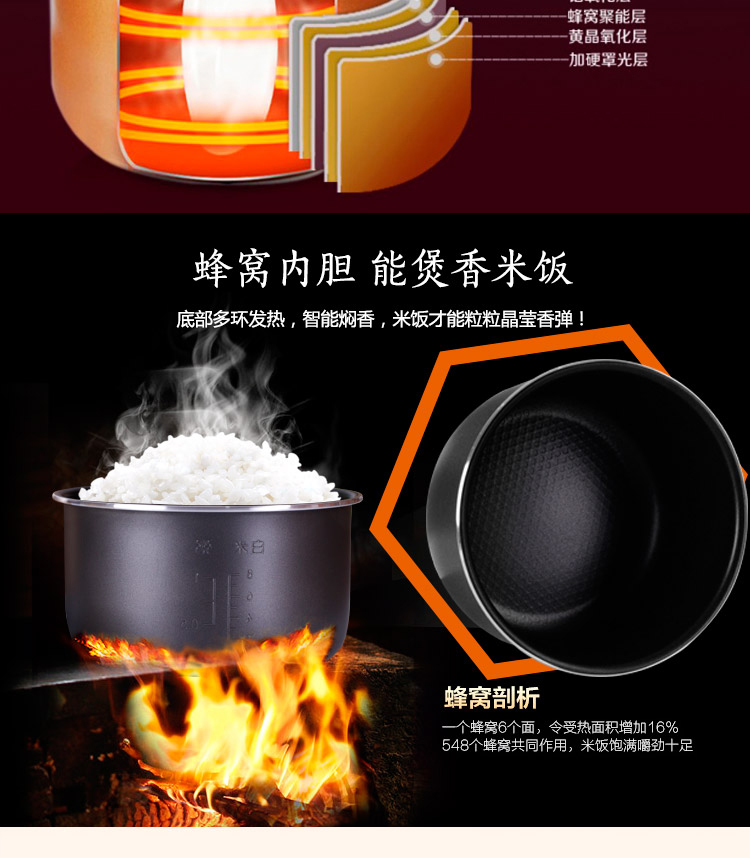 蜂窝聚能层
黄晶氧化层
加硬罩光层
蜂窝内胆 能煲香米饭
底部多环发热，智能焖香，米饭才能粒粒晶莹香弹！
蜂窝剖析
一个蜂窝6个面，令受热面积增加16%
548个蜂窝共同作用，米饭饱满嚼劲十足